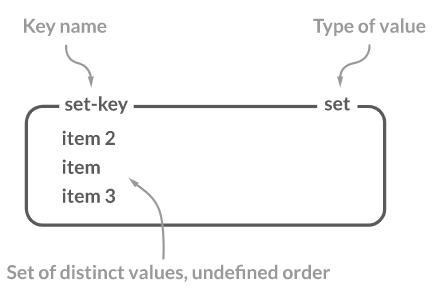 Key name
Type of value
set-key
set
item 2
item
item 3
Set of distinct values, undefined order